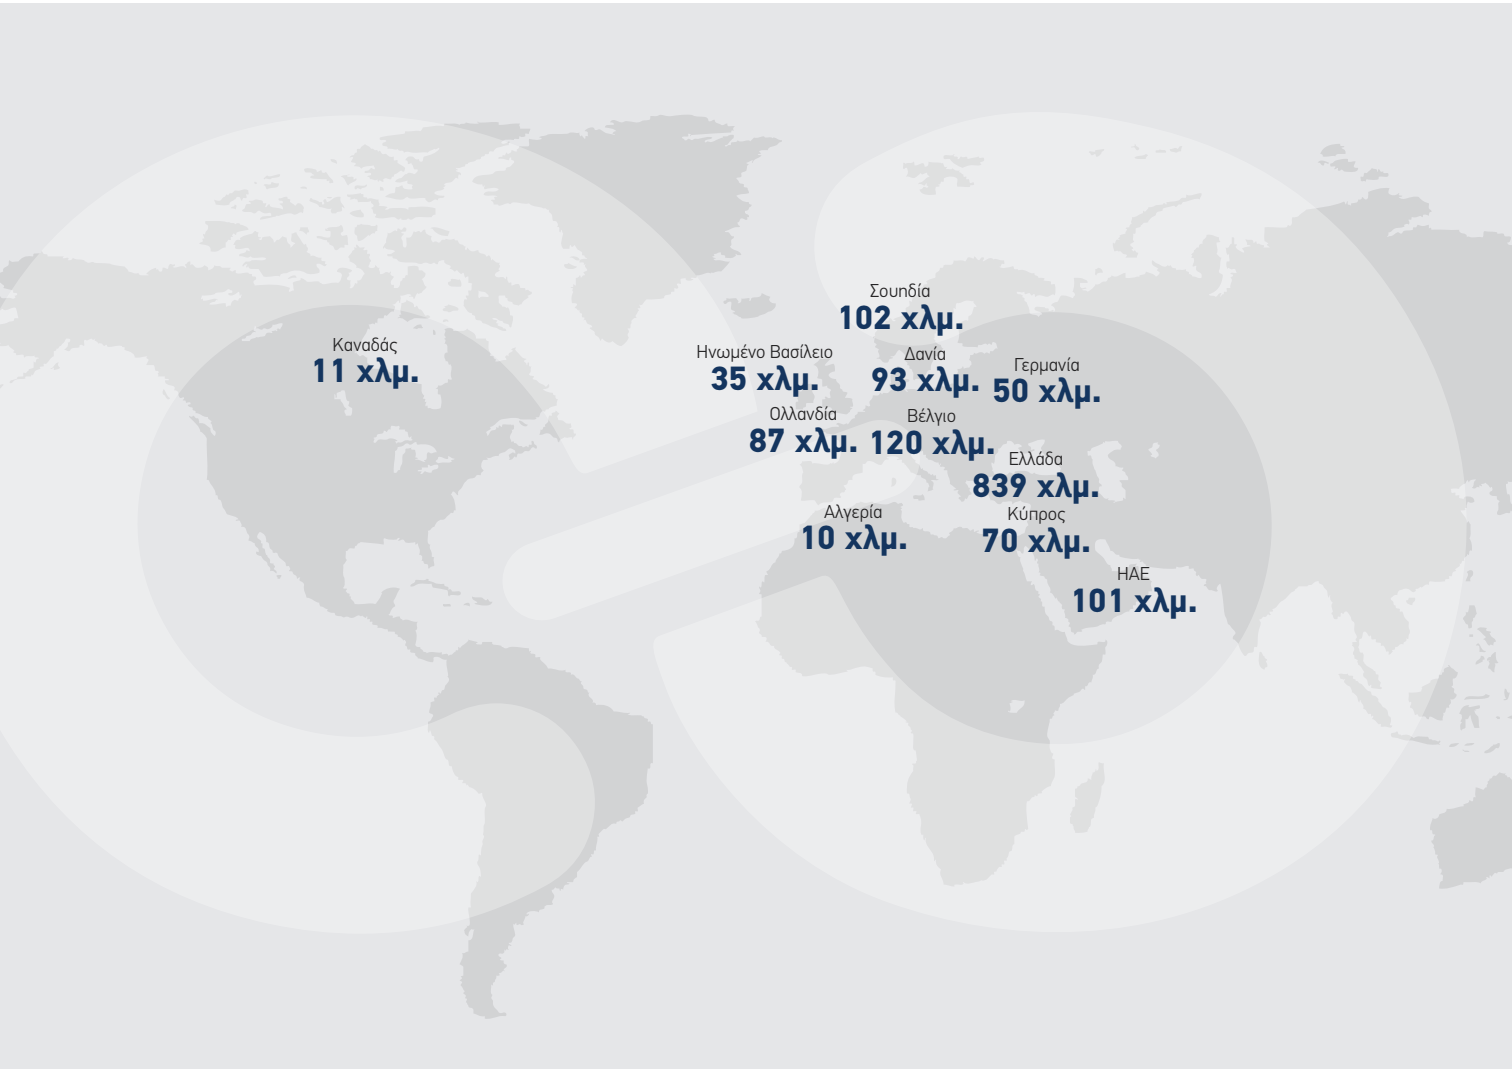 Σουηδία
102 χλμ.
Καναδάς
11 χλμ.
Ηνωμένο Βασίλειο
35 χλμ.
Δανία
93 χλμ.
Γερμανία
50 χλμ.
Ολλανδία
87 χλμ.
Βέλγιο
120 χλμ.
Ελλάδα
839 χλμ.
Αλγερία
10 χλμ.
Κύπρος
70 χλμ.
ΗΑΕ
101 χλμ.